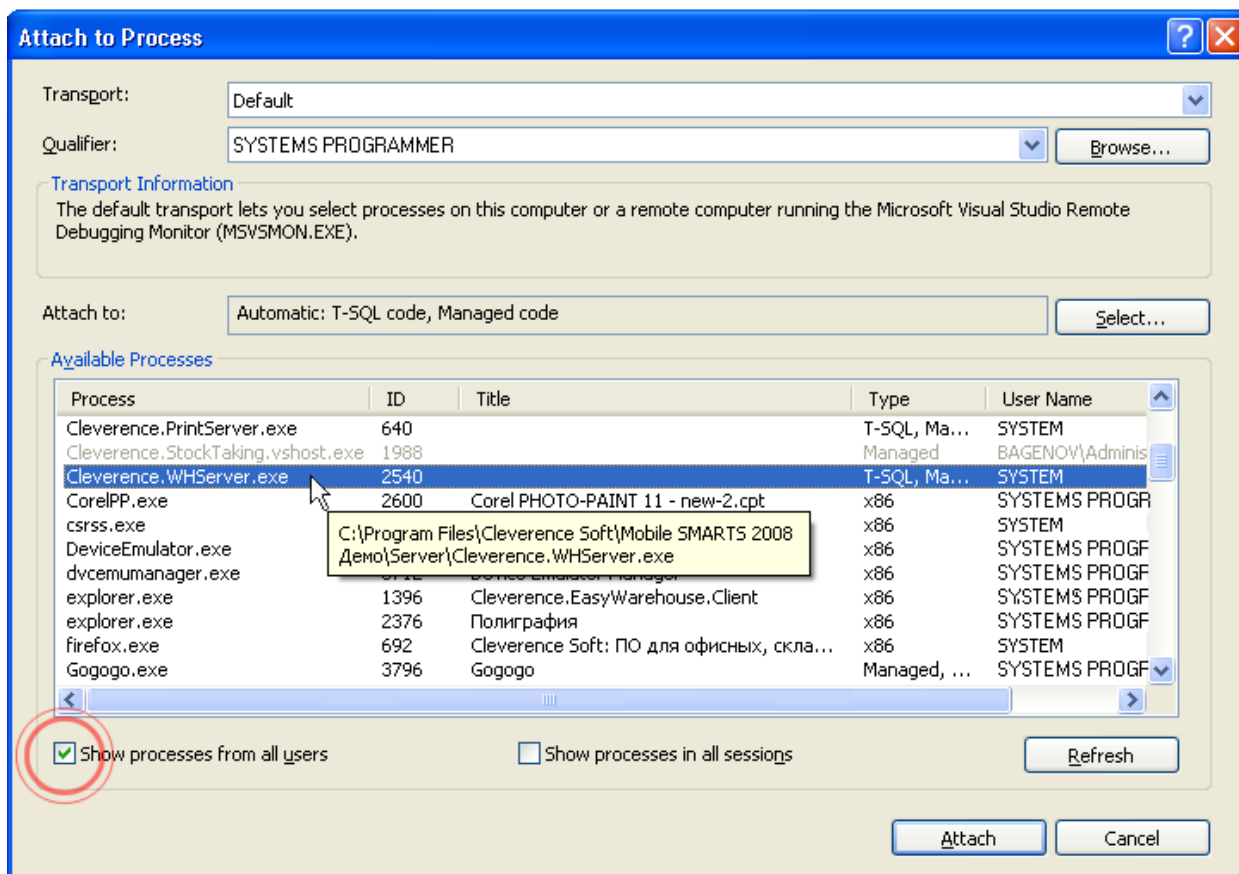 Attach to Process
Transport: Default
Qualifier: SYSTEMS PROGRAMMER Browse...
Transport Information
The default transport lets you select processes on this computer or a remote computer running the Microsoft Visual Studio Remote
Debugging Monitor (MSVSMON.EXE).
Attach to: Automatic: T-SQL code, Managed code Select...
Available Processes
Process ID Title Type User Name
Cleverence.PrintServer.exe 640 T-SQL, Ma... SYSTEM
Cleverence.StockTaking.vshost.exe 1988 Managed BAGENOV\Adminis
Cleverence.WHServer.exe 2540 T-SQL, Ma... SYSTEM
CorelPP.exe 2600 Corel PHOTO-PAINT 11 - new-2.cpt x86 SYSTEMS PROGR
csrss.exe x86 SYSTEM
C:\Program Files\Cleverence Soft\Mobile SMARTS 2008
Демо\Server\Cleverence.WHServer.exe
DeviceEmulator.exe x86 SYSTEMS PROGF
dvcemumanager.exe x86 SYSTEMS PROGF
explorer.exe 1396 Cleverence.EasyWarehouse.Client x86 SYSTEMS PROGF
explorer.exe 2376 Полиграфия x86 SYSTEMS PROGF
firefox.exe 692 Cleverence Soft: ПО для офисных, скла... x86 SYSTEM
Gogogo.exe 3796 Gogogo Managed, ... SYSTEMS PROGF
Show processes from all users Show processes in all sessions Refresh
Attach Cancel